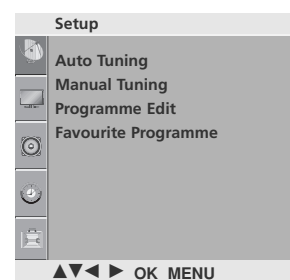 Setup
Auto Tuning
Manual Tuning
Programme Edit
Favourite Programme
▲▼◄ ► OK MENU